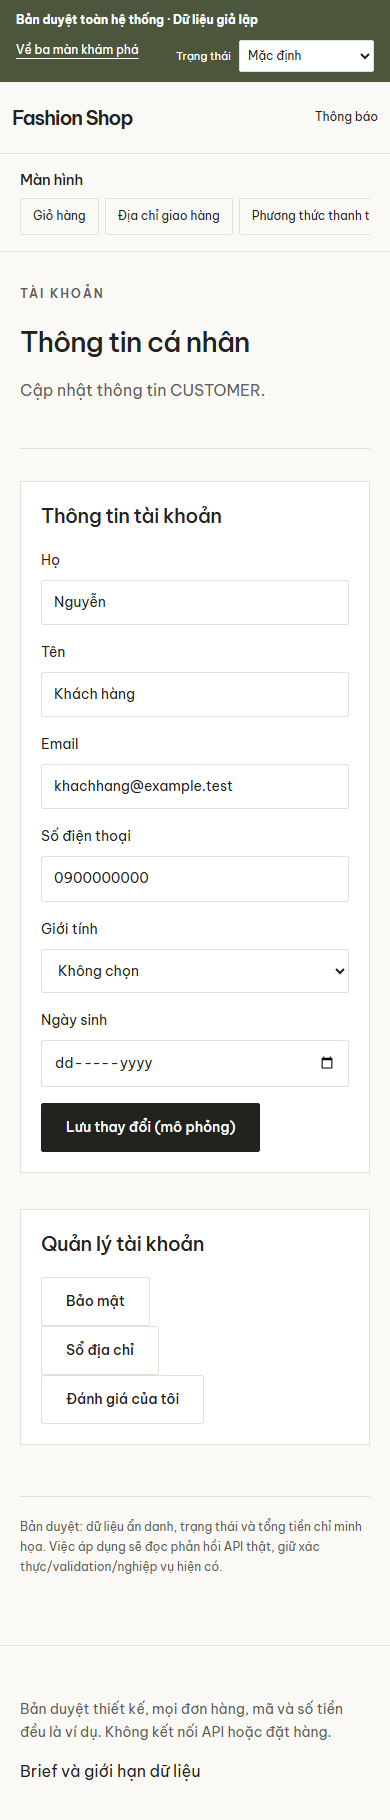 Bản duyệt toàn hệ thống · Dữ liệu giả lập
Về ba màn khám phá
Trạng thái
Mặc định
Fashion Shop
Thông báo
Màn hình
Giỏ hàng
Địa chỉ giao hàng
Phương thức thanh t
TÀI KHOẢN
Thông tin cá nhân
Cập nhật thông tin CUSTOMER.
Thông tin tài khoản
Họ
Nguyễn
Tên
Khách hàng
Email
khachhang@example.test
Số điện thoại
0900000000
Giới tính
Không chọn
Ngày sinh
dd-----yyyy
Lưu thay đổi (mô phỏng)
Quản lý tài khoản
Bảo mật
Sổ địa chỉ
Đánh giá của tôi
Bản duyệt: dữ liệu ẩn danh, trạng thái và tổng tiền chỉ minh
họa. Việc áp dụng sẽ đọc phản hồi API thật, giữ xác
thực/validation/nghiệp vụ hiện có.
Bản duyệt thiết kế, mọi đơn hàng, mã và số tiền
đều là ví dụ. Không kết nối API hoặc đặt hàng.
Brief và giới hạn dữ liệu